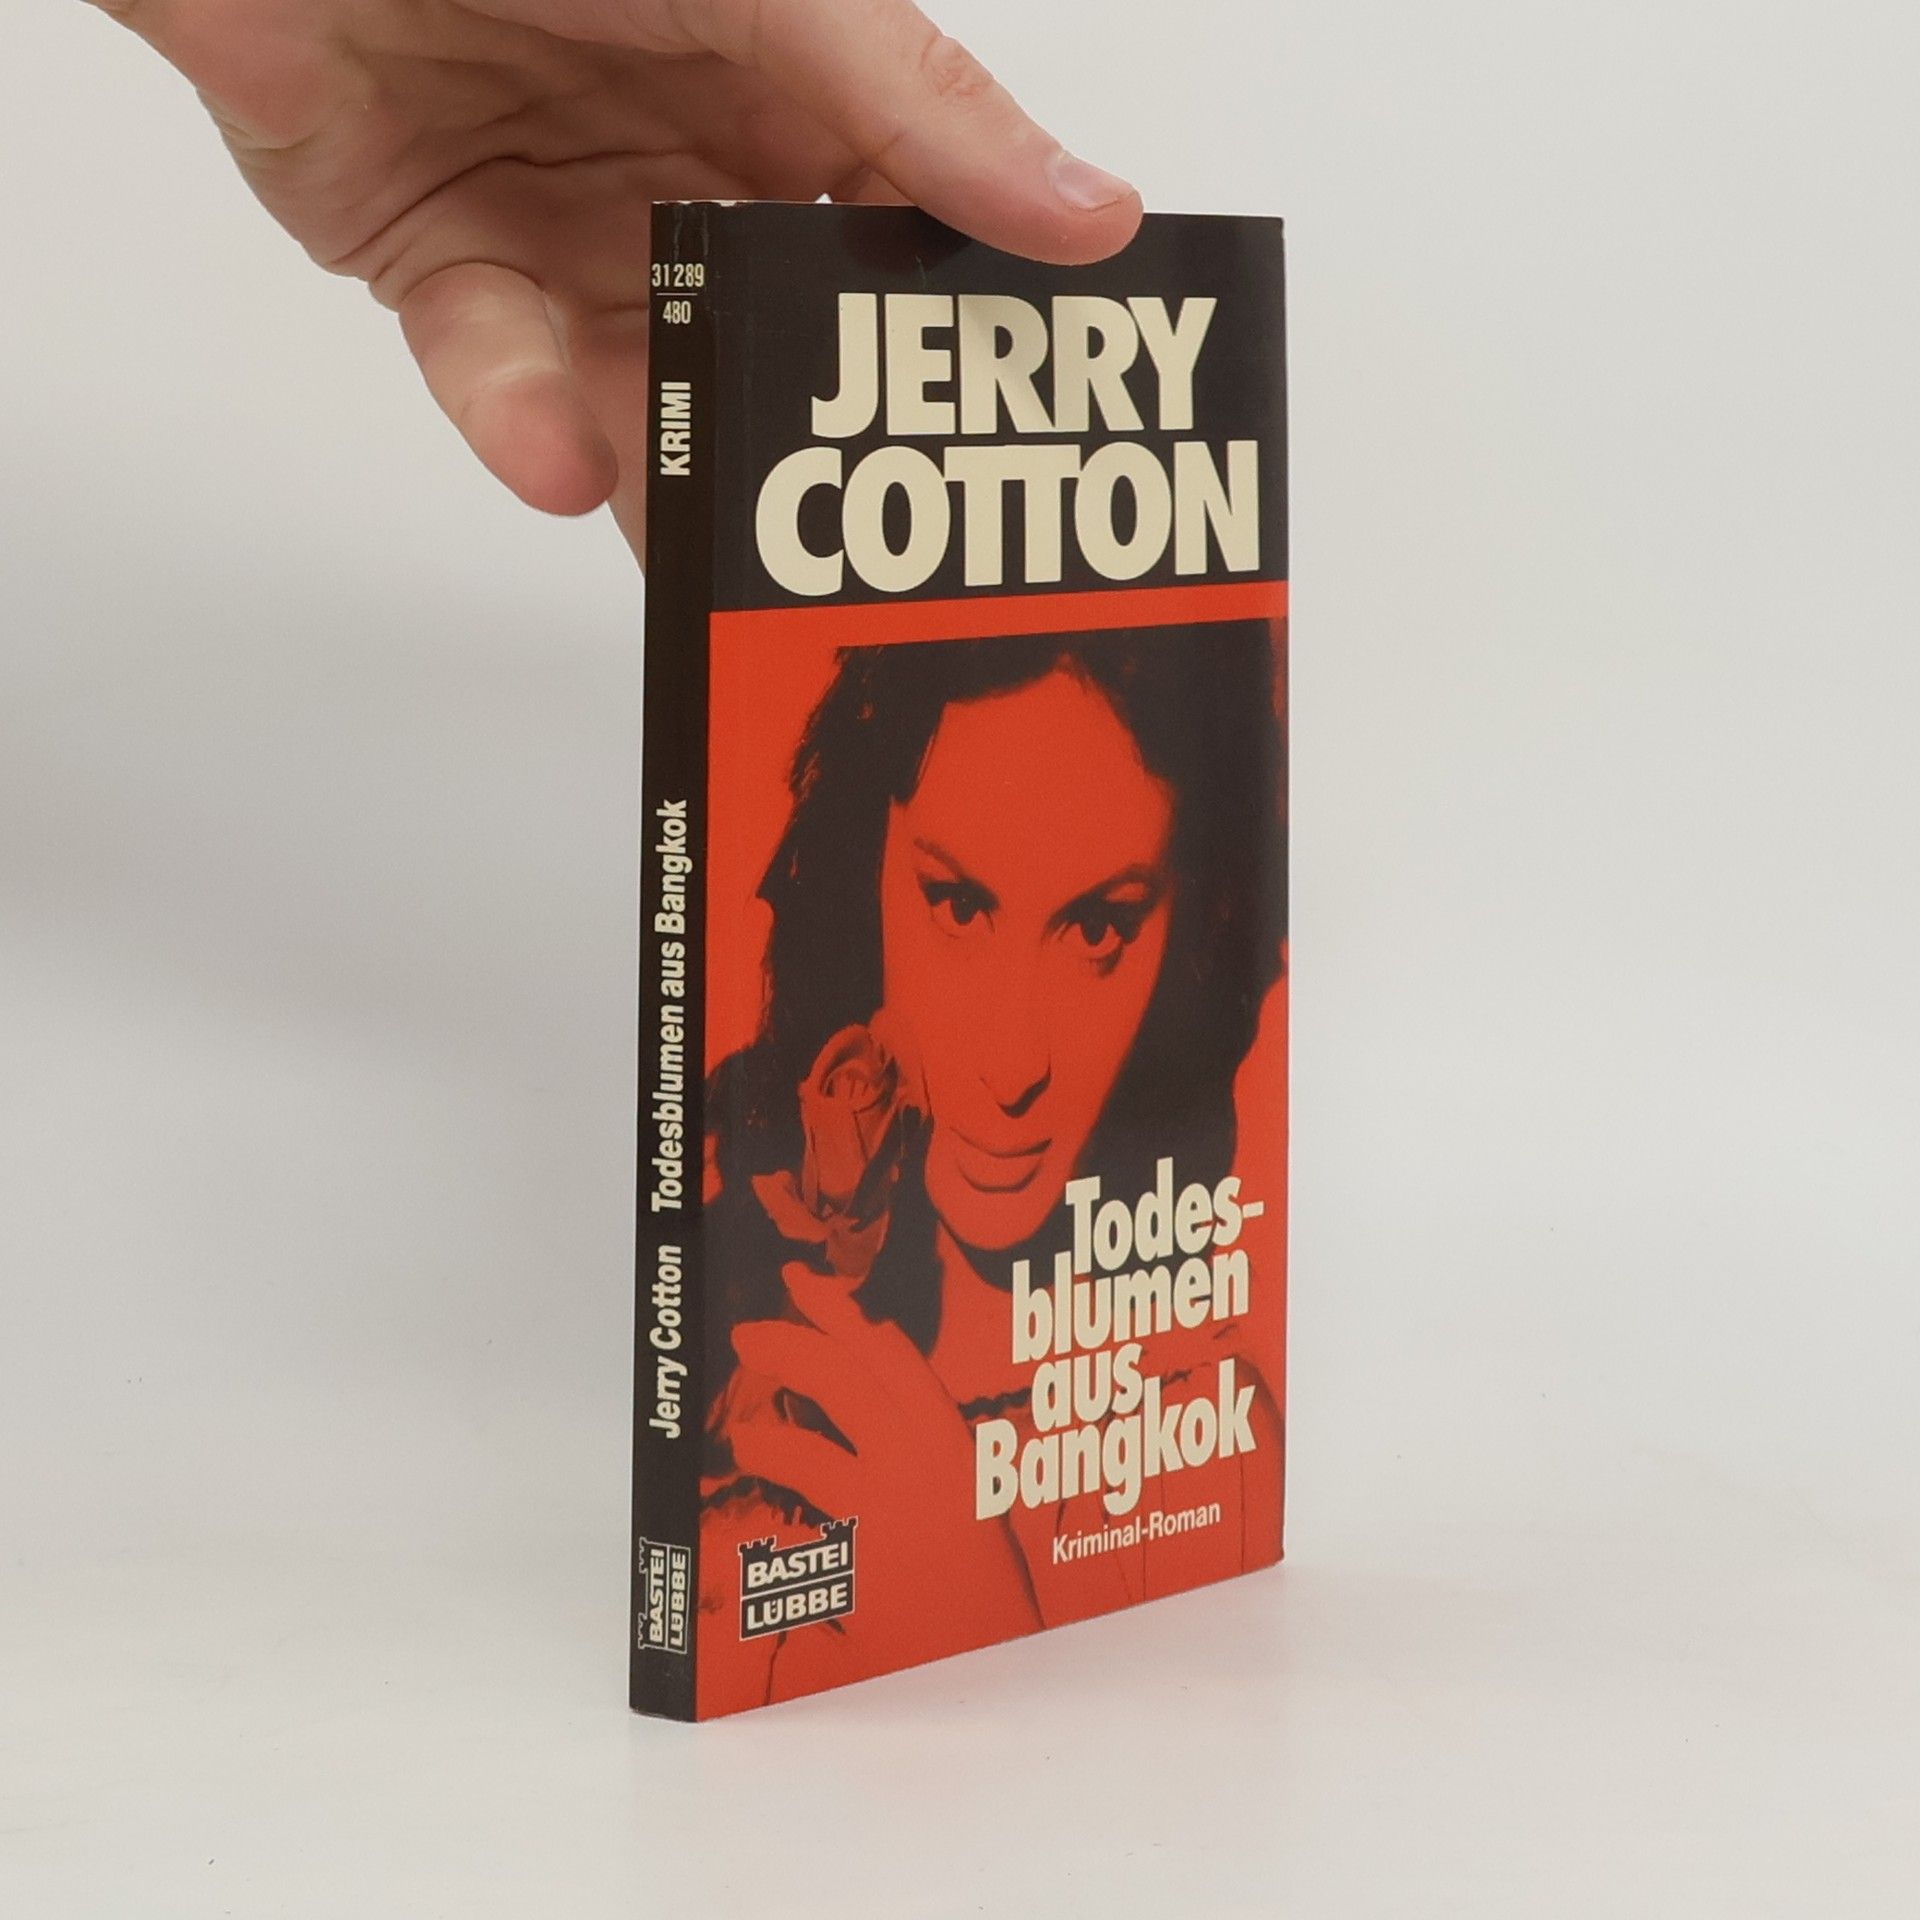 31 289
480
KRIMI
Jerry Cotton Todesblumen aus Bangkok
BASTEI
LÜBBE
JERRY
COTTON
Todes-
blumen
aus
Bangkok
Kriminal-Roman
BASTEI
LÜBBE